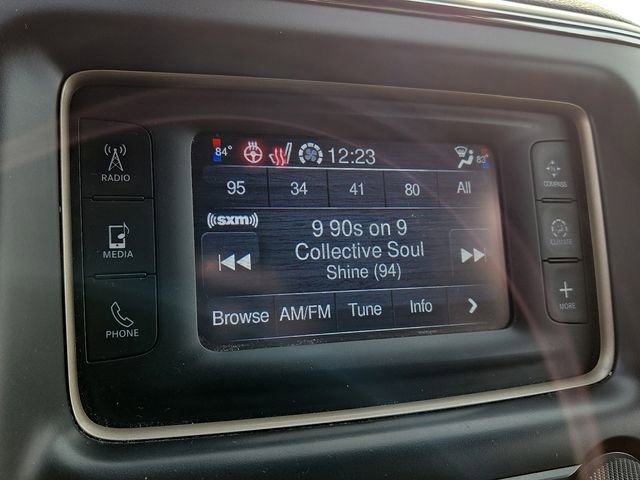 84° 12:23 83°
95 34 41 80 All
((sxm))
9 90s on 9
Collective Soul
Shine (94)
Browse AM/FM Tune Info
RADIO
MEDIA
PHONE
COMPASS
CLIMATE
MORE